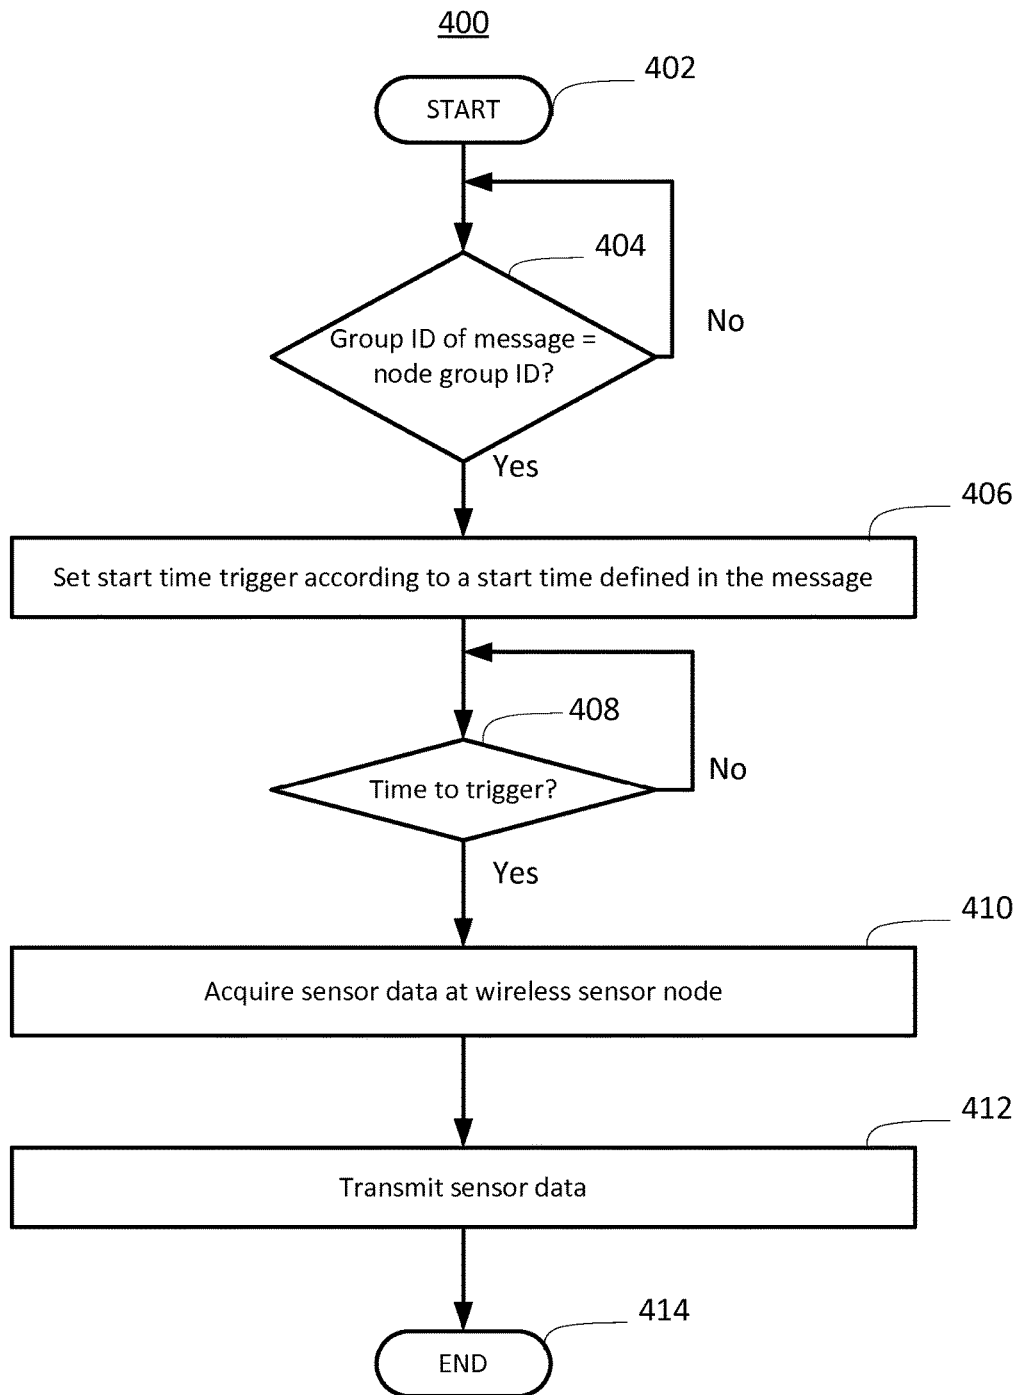 400
402
START
404
No
Group ID of message =
node group ID?
Yes
406
Set start time trigger according to a start time defined in the message
408
No
Time to trigger?
Yes
410
Acquire sensor data at wireless sensor node
412
Transmit sensor data
414
END